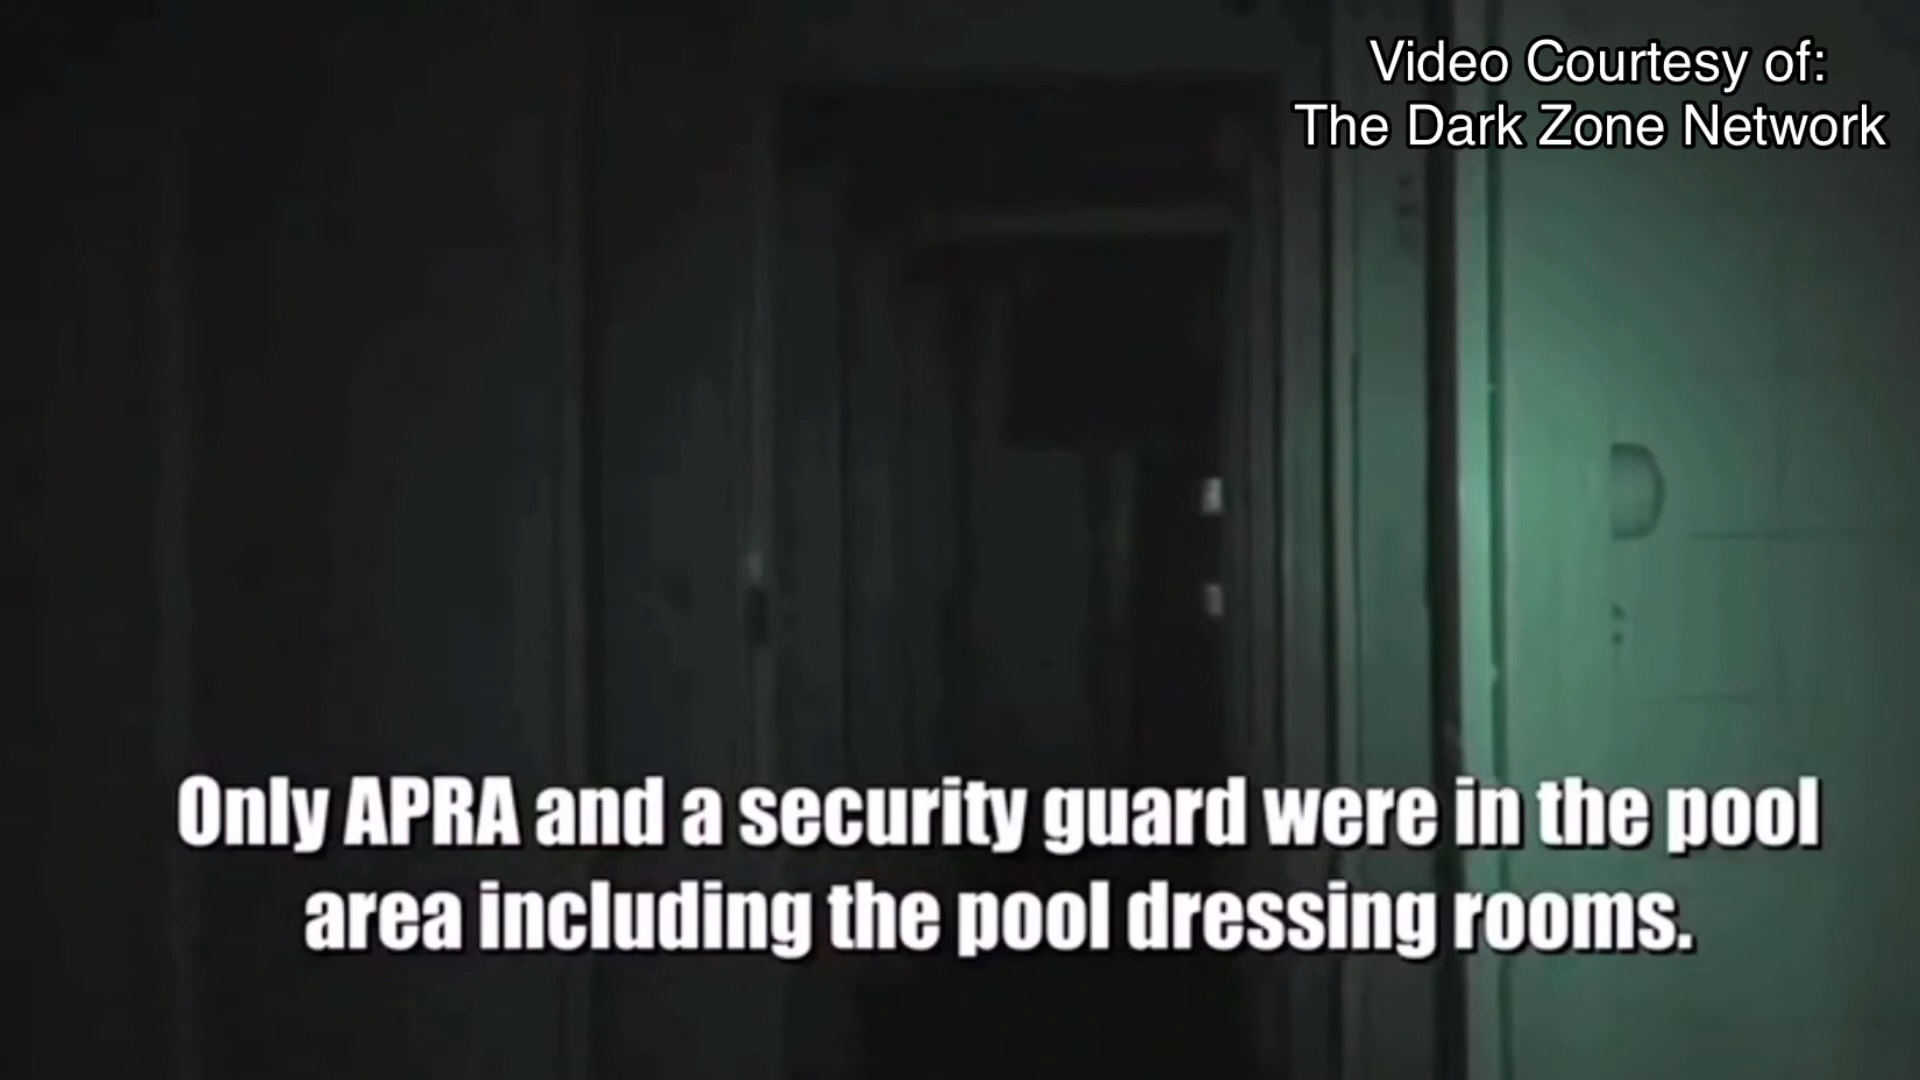 Video Courtesy of:
The Dark Zone Network
Only APRA and a security guard were in the pool
area including the pool dressing rooms.